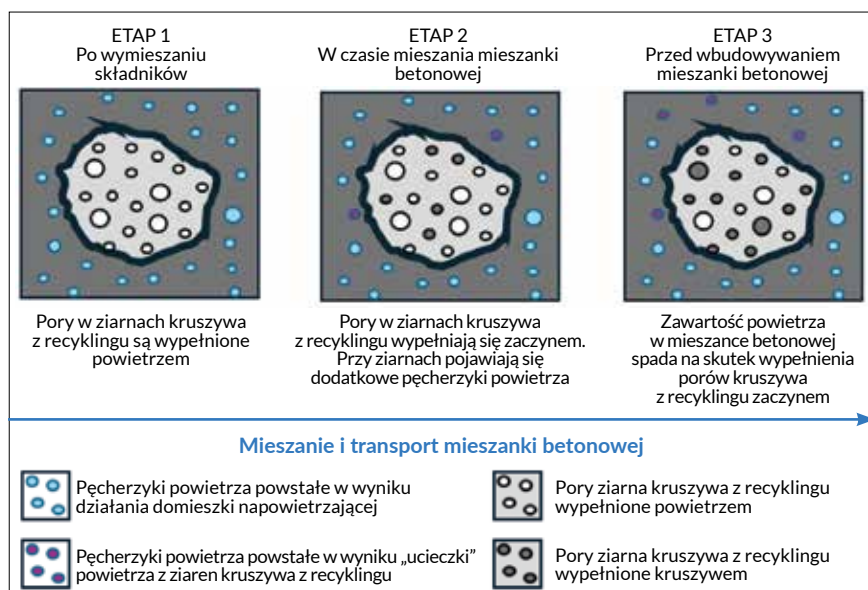 ETAP 1
Po wymieszaniu
składników
ETAP 2
W czasie mieszania mieszanki
betonowej
ETAP 3
Przed wbudowywaniem
mieszanki betonowej
Pory w ziarnach kruszywa
z recyklingu są wypełnione
powietrzem
Pory w ziarnach kruszywa
z recyklingu wypełniają się zaczynem.
Przy ziarnach pojawiają się
dodatkowe pęcherzyki powietrza
Zawartość powietrza
w mieszance betonowej
spada na skutek wypełnienia
porów kruszywa
z recyklingu zaczynem
Mieszanie i transport mieszanki betonowej
Pęcherzyki powietrza powstałe w wyniku
działania domieszki napowietrzającej
Pory ziarna kruszywa z recyklingu
wypełnione powietrzem
Pęcherzyki powietrza powstałe w wyniku „ucieczki”
powietrza z ziaren kruszywa z recyklingu
Pory ziarna kruszywa z recyklingu
wypełnione kruszywem